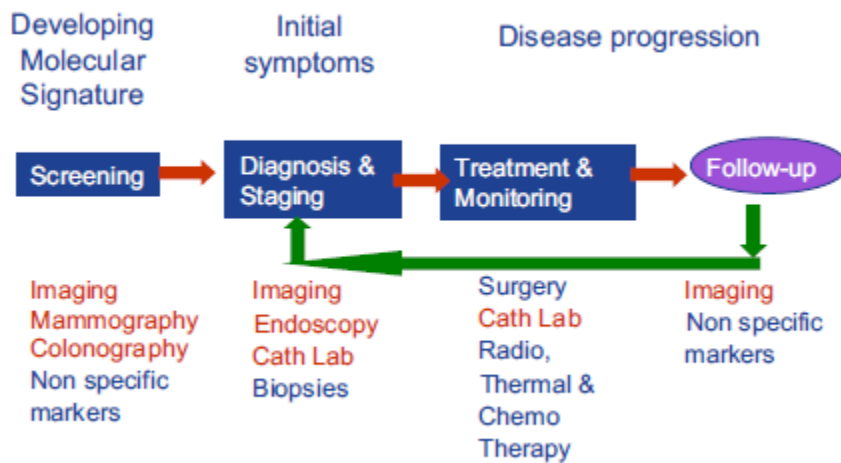 Developing
Molecular
Signature
Initial
symptoms
Disease progression
Screening
Diagnosis &
Staging
Treatment &
Monitoring
Follow-up
Imaging
Mammography
Colonography
Non specific
markers
Imaging
Endoscopy
Cath Lab
Biopsies
Surgery
Cath Lab
Radio,
Thermal &
Chemo
Therapy
Imaging
Non specific
markers